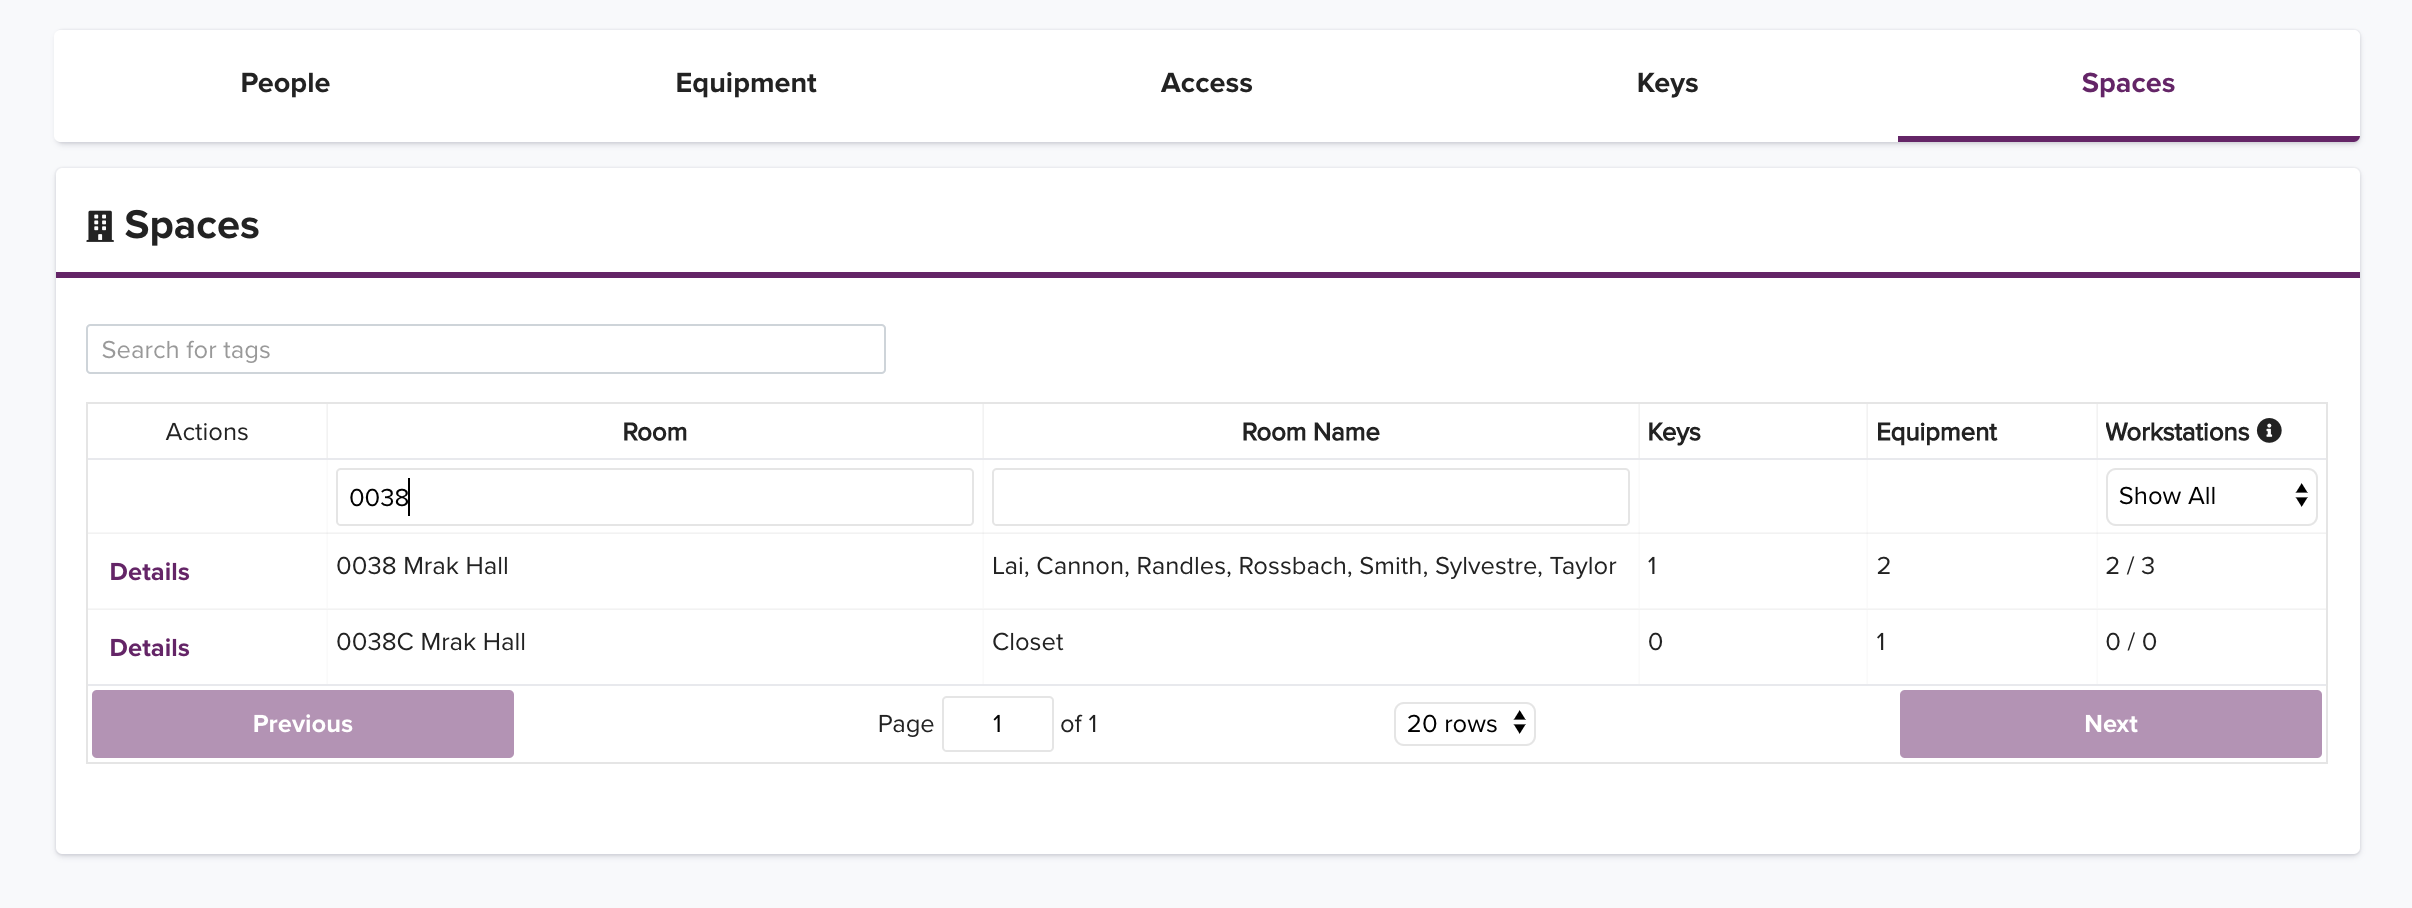 People Equipment Access Keys Spaces
Spaces
Search for tags
Actions Room Room Name Keys Equipment Workstations
0038 Show All
Details 0038 Mrak Hall Lai, Cannon, Randles, Rossbach, Smith, Sylvestre, Taylor 1 2 2 / 3
Details 0038C Mrak Hall Closet 0 1 0 / 0
Previous Page 1 of 1 20 rows Next